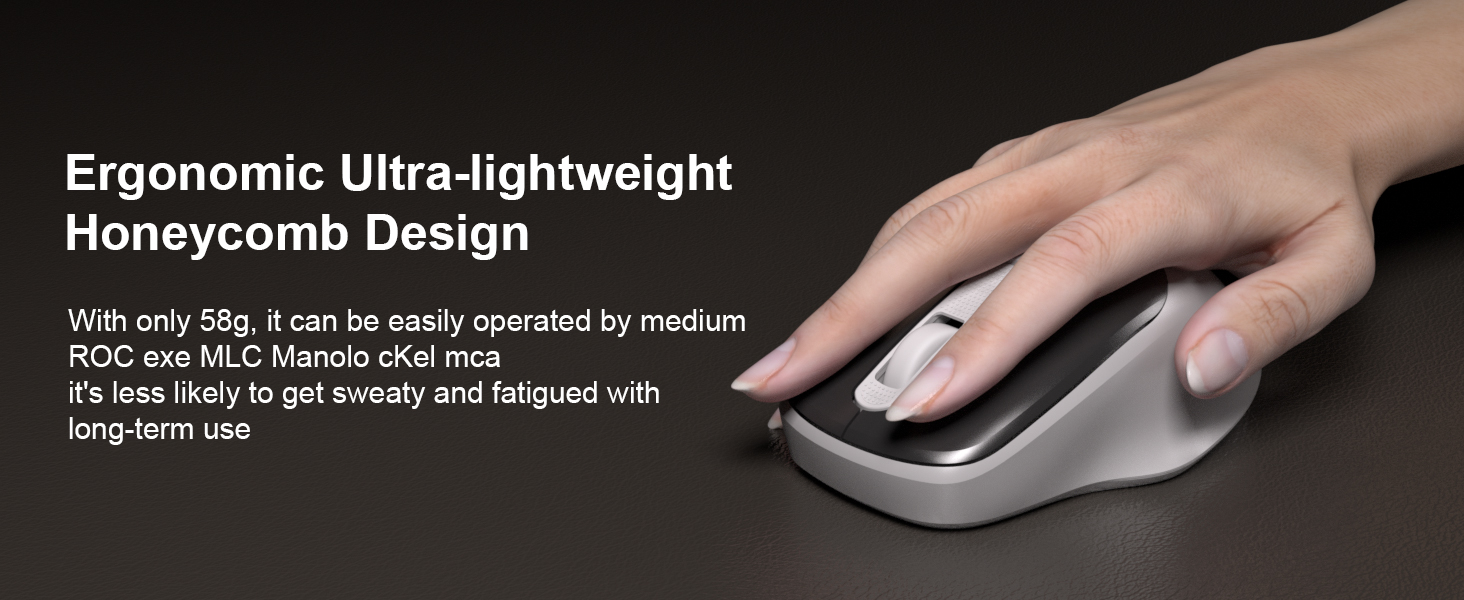 Ergonomic Ultra-lightweight
Honeycomb Design
With only 58g, it can be easily operated by medium
ROC exe MLC Manolo cKel mca
it's less likely to get sweaty and fatigued with
long-term use